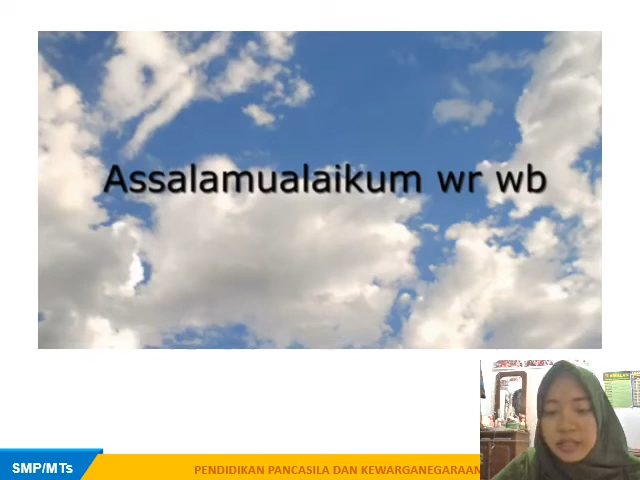 Assalamualaikum wr wb
SMP/MTs
PENDIDIKAN PANCASILA DAN KEWARGANEGARAAN